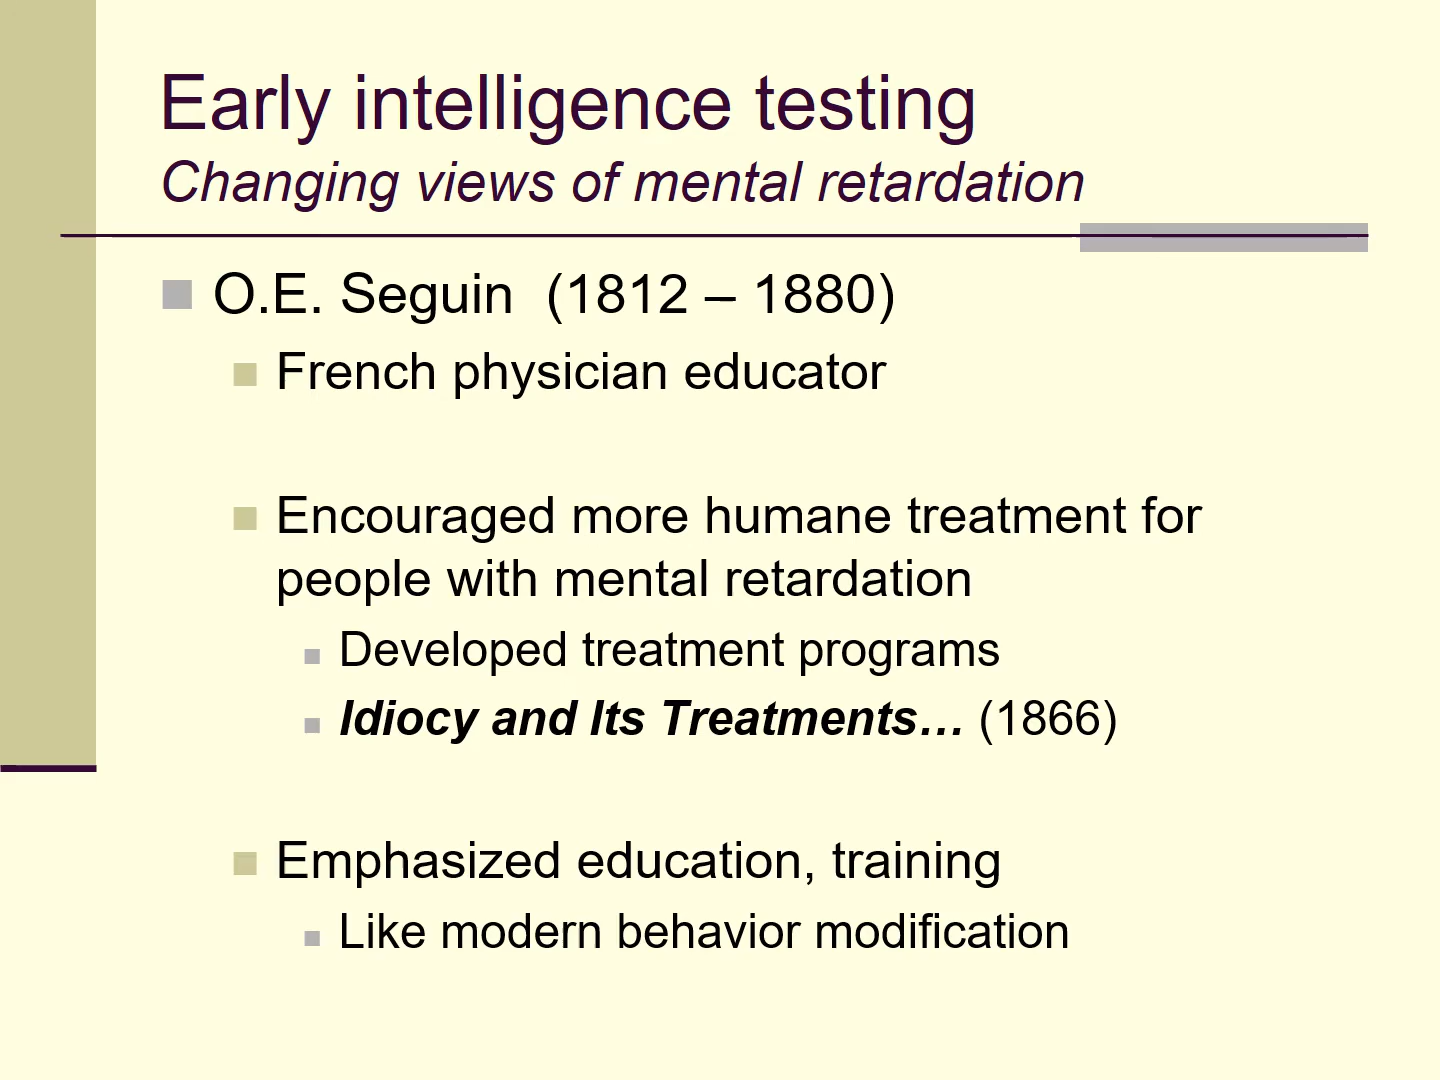 Early intelligence testing
Changing views of mental retardation
O.E. Seguin (1812 – 1880)
French physician educator
Encouraged more humane treatment for
people with mental retardation
Developed treatment programs
Idiocy and Its Treatments… (1866)
Emphasized education, training
Like modern behavior modification